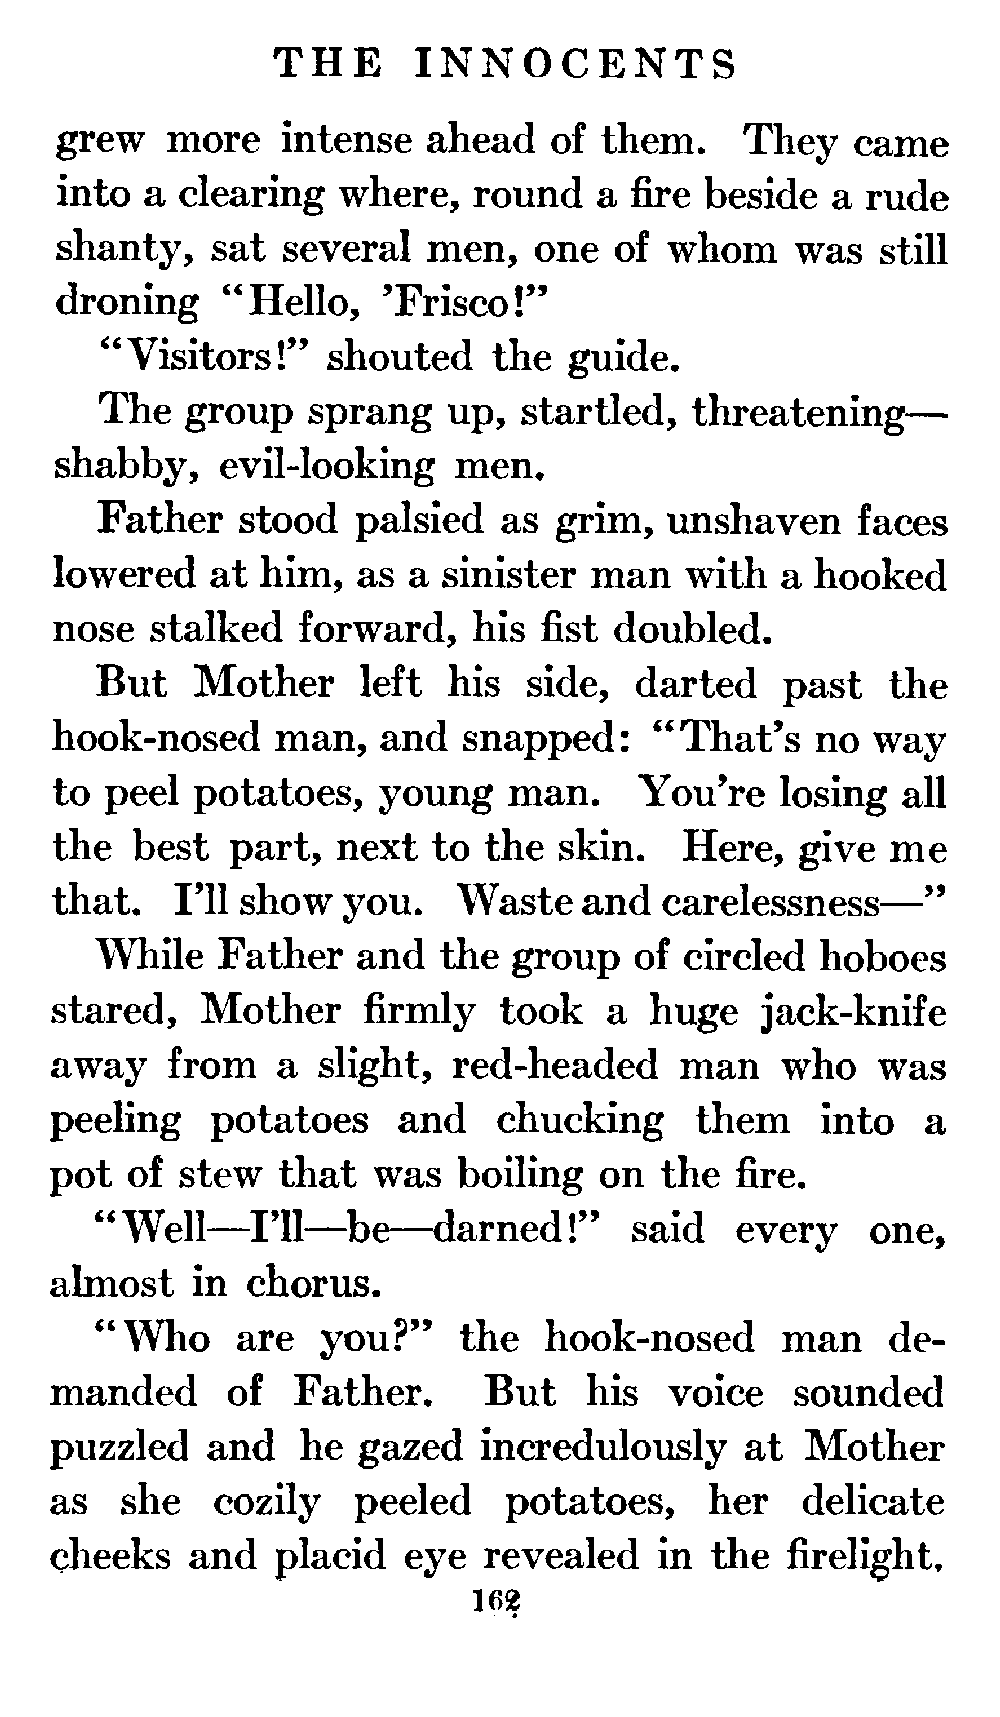 THE INNOCENTS
grew more intense ahead of them. They came
into a clearing where, round a fire beside a rude
shanty, sat several men, one of whom was still
droning “Hello, ’Frisco!”
“Visitors!” shouted the guide.
The group sprang up, startled, threatening—
shabby, evil-looking men.
Father stood palsied as grim, unshaven faces
lowered at him, as a sinister man with a hooked
nose stalked forward, his fist doubled.
But Mother left his side, darted past the
hook-nosed man, and snapped: “That’s no way
to peel potatoes, young man. You’re losing all
the best part, next to the skin. Here, give me
that. I’ll show you. Waste and carelessness—”
While Father and the group of circled hoboes
stared, Mother firmly took a huge jack-knife
away from a slight, red-headed man who was
peeling potatoes and chucking them into a
pot of stew that was boiling on the fire.
“Well—I’ll—be—darned!” said every one,
almost in chorus.
“Who are you?” the hook-nosed man de-
manded of Father. But his voice sounded
puzzled and he gazed incredulously at Mother
as she cozily peeled potatoes, her delicate
cheeks and placid eye revealed in the firelight.
162